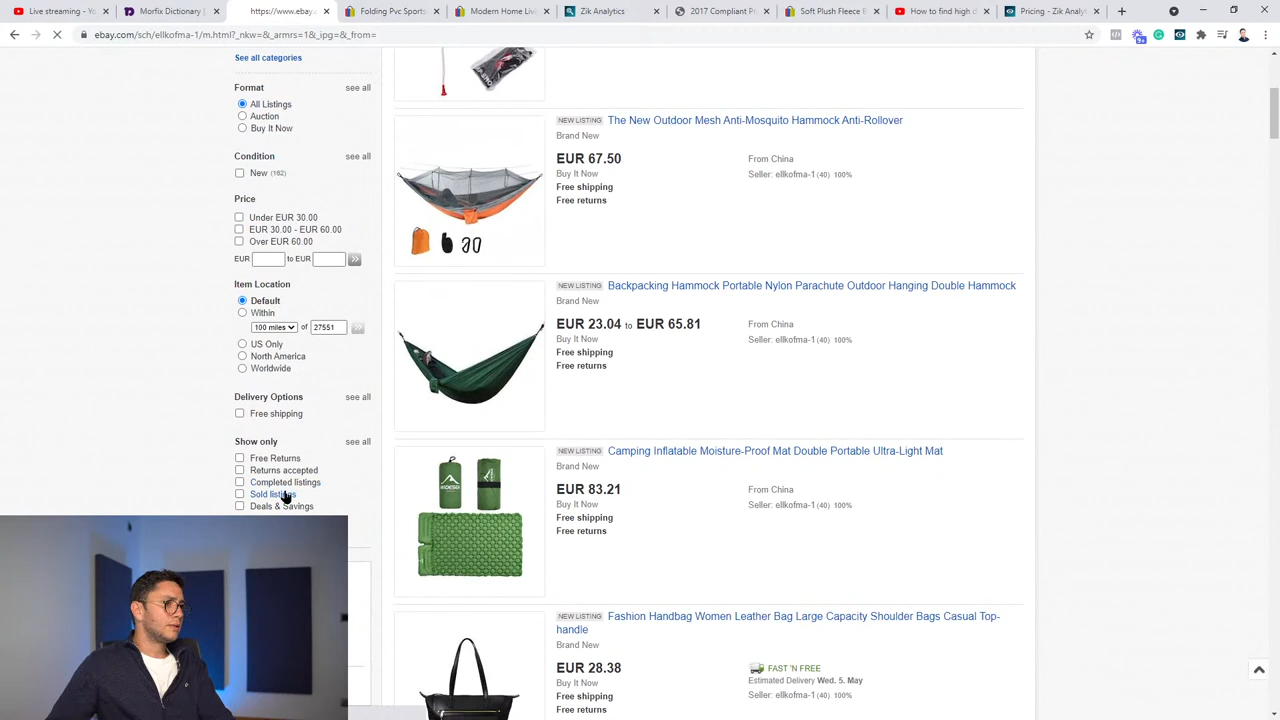 Live streaming - Yo
Morfix Dictionary |
Folding Pvc Sports
Modern Home Livi
Zik Analytics
2017 Compliant P
Soft Plush Fleece B
How to find high d
Pricing - Zik Analyt
ebay.com/sch/ellkofma-1/m.html?_nkw=&_armrs=1&_ipg=&_from=
See all categories
Format see all
All Listings
Auction
Buy It Now
Condition see all
New (162)
Price
Under EUR 30.00
EUR 30.00 - EUR 60.00
Over EUR 60.00
EUR to EUR
Item Location
Default
Within
100 miles of 27551
US Only
North America
Worldwide
Delivery Options see all
Free shipping
Show only see all
Free Returns
Returns accepted
Completed listings
Sold listings
Deals & Savings
NEW LISTING The New Outdoor Mesh Anti-Mosquito Hammock Anti-Rollover
Brand New
EUR 67.50 From China
Buy It Now Seller: ellkofma-1 (40) 100%
Free shipping
Free returns
NEW LISTING Backpacking Hammock Portable Nylon Parachute Outdoor Hanging Double Hammock
Brand New
EUR 23.04 to EUR 65.81 From China
Buy It Now Seller: ellkofma-1 (40) 100%
Free shipping
Free returns
NEW LISTING Camping Inflatable Moisture-Proof Mat Double Portable Ultra-Light Mat
Brand New
EUR 83.21 From China
Buy It Now Seller: ellkofma-1 (40) 100%
Free shipping
Free returns
NEW LISTING Fashion Handbag Women Leather Bag Large Capacity Shoulder Bags Casual Top-
handle
Brand New
EUR 28.38 FAST 'N FREE
Buy It Now Estimated Delivery Wed. 5. May
Free shipping Seller: ellkofma-1 (40) 100%
Free returns